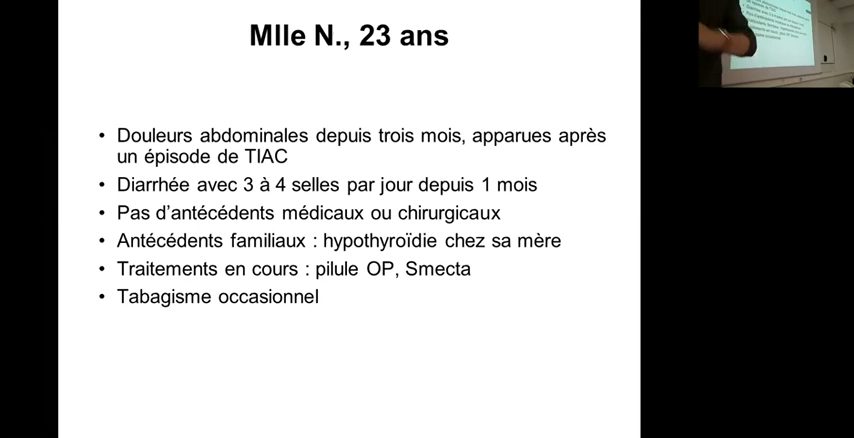 Mlle N., 23 ans
• Douleurs abdominales depuis trois mois, apparues après
un épisode de TIAC
• Diarrhée avec 3 à 4 selles par jour depuis 1 mois
• Pas d’antécédents médicaux ou chirurgicaux
• Antécédents familiaux : hypothyroïdie chez sa mère
• Traitements en cours : pilule OP, Smecta
• Tabagisme occasionnel